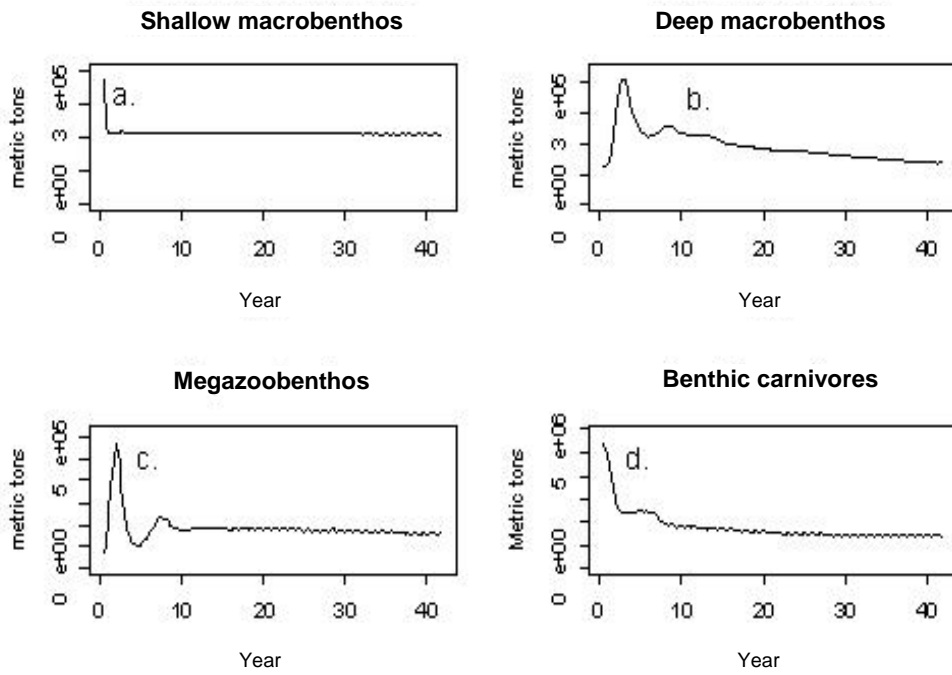 Shallow macrobenthos
metric tons
0 e+00 3 e+05
a.
0 10 20 30 40
Year
Deep macrobenthos
metric tons
0 e+00 3 e+05
b.
0 10 20 30 40
Year
Megazoobenthos
metric tons
0 e+00 5 e+05
c.
0 10 20 30 40
Year
Benthic carnivores
Metric tons
0 e+00 5 e+06
d.
0 10 20 30 40
Year